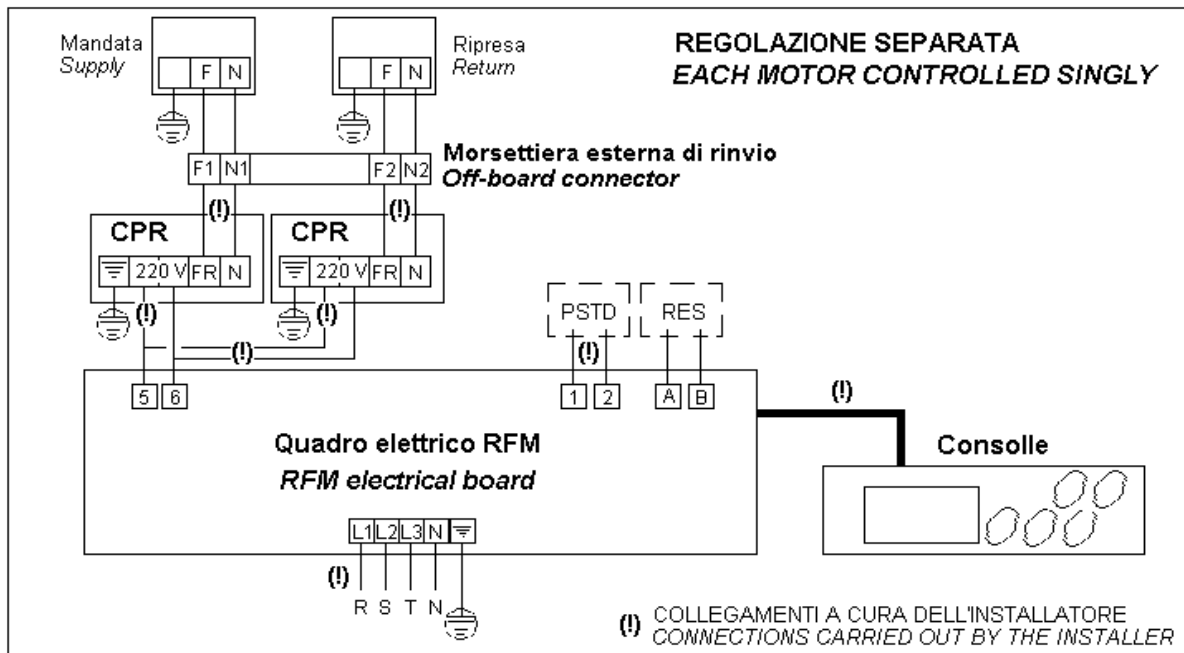 Mandata
Supply
F N
Ripresa
Return
F N
REGOLAZIONE SEPARATA
EACH MOTOR CONTROLLED SINGLY
F1 N1
F2 N2
Morsettiera esterna di rinvio
Off-board connector
(!)
(!)
CPR
CPR
220 V FR N
220 V FR N
(!)
(!)
(!)
PSTD
RES
(!)
5 6
1 2
A B
(!)
Quadro elettrico RFM
RFM electrical board
Consolle
L1 L2 L3 N
(!)
R S T N
(!) COLLEGAMENTI A CURA DELL'INSTALLATORE
CONNECTIONS CARRIED OUT BY THE INSTALLER